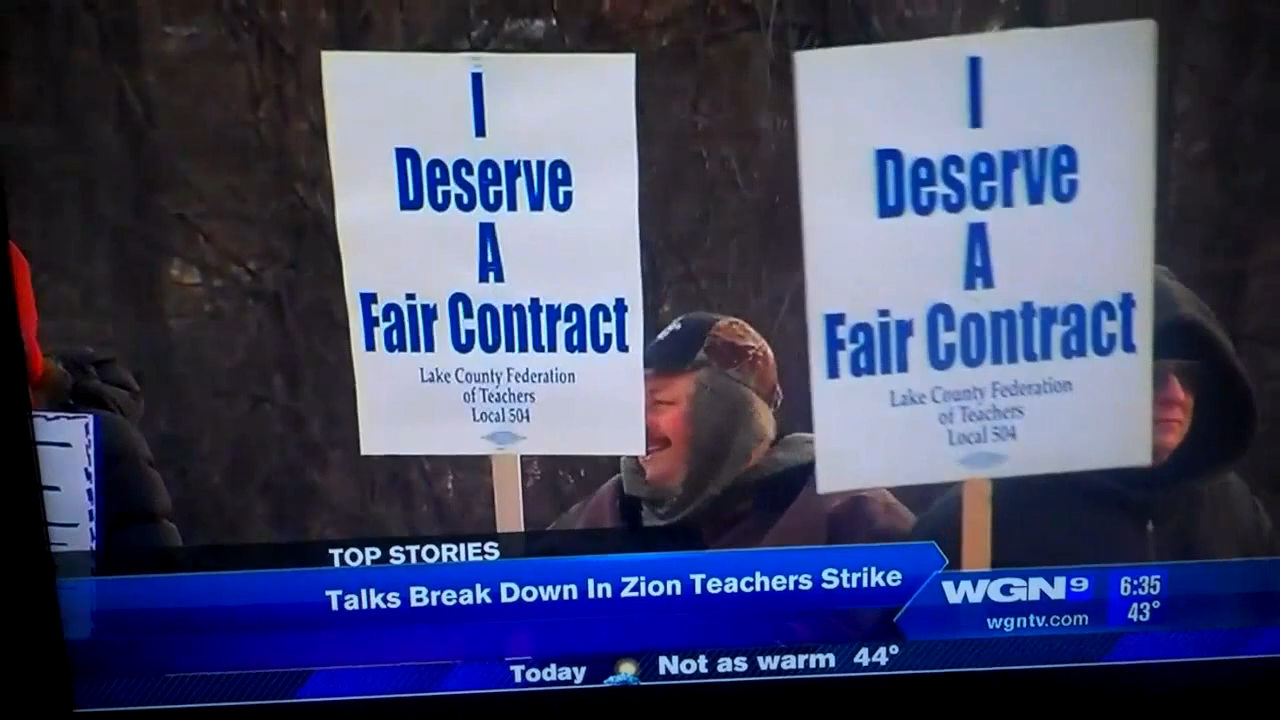 I
Deserve
A
Fair Contract
Lake County Federation
of Teachers
Local 504
I
Deserve
A
Fair Contract
Lake County Federation
of Teachers
Local 504
TOP STORIES
Talks Break Down In Zion Teachers Strike
WGN 9
wgntv.com
6:35
43°
Today
Not as warm 44°